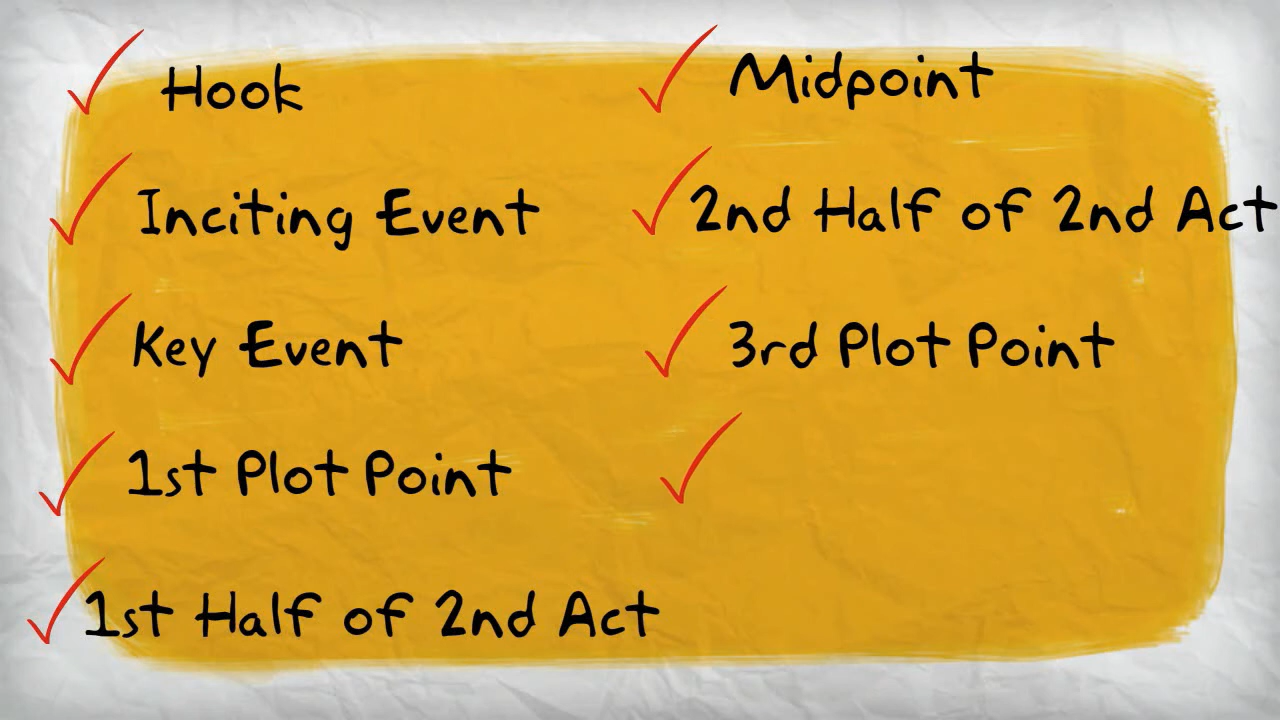 Hook
Inciting Event
Key Event
1st Plot Point
1st Half of 2nd Act
Midpoint
2nd Half of 2nd Act
3rd Plot Point